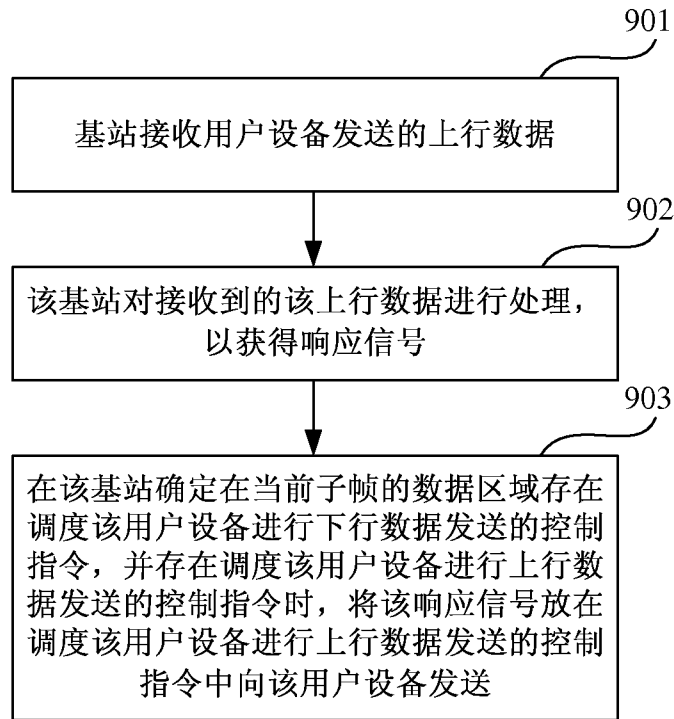 901
基站接收用户设备发送的上行数据
902
该基站对接收到的该上行数据进行处理，
以获得响应信号
903
在该基站确定在当前子帧的数据区域存在
调度该用户设备进行下行数据发送的控制
指令，并存在调度该用户设备进行上行数
据发送的控制指令时，将该响应信号放在
调度该用户设备进行上行数据发送的控制
指令中向该用户设备发送